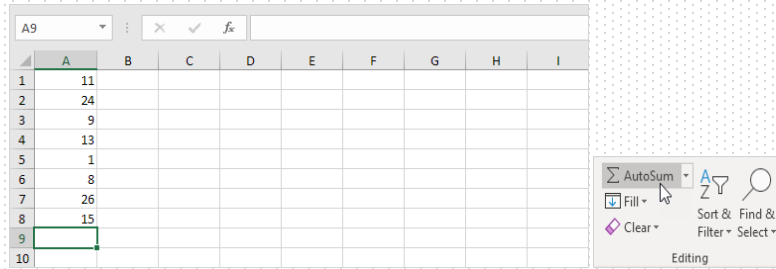 A9 fx
A B C D E F G H I
1 11
2 24
3 9
4 13
5 1
6 8
7 26
8 15
9
10
∑ AutoSum
Fill
Clear
A
Z
Sort & Filter
Find & Select
Editing